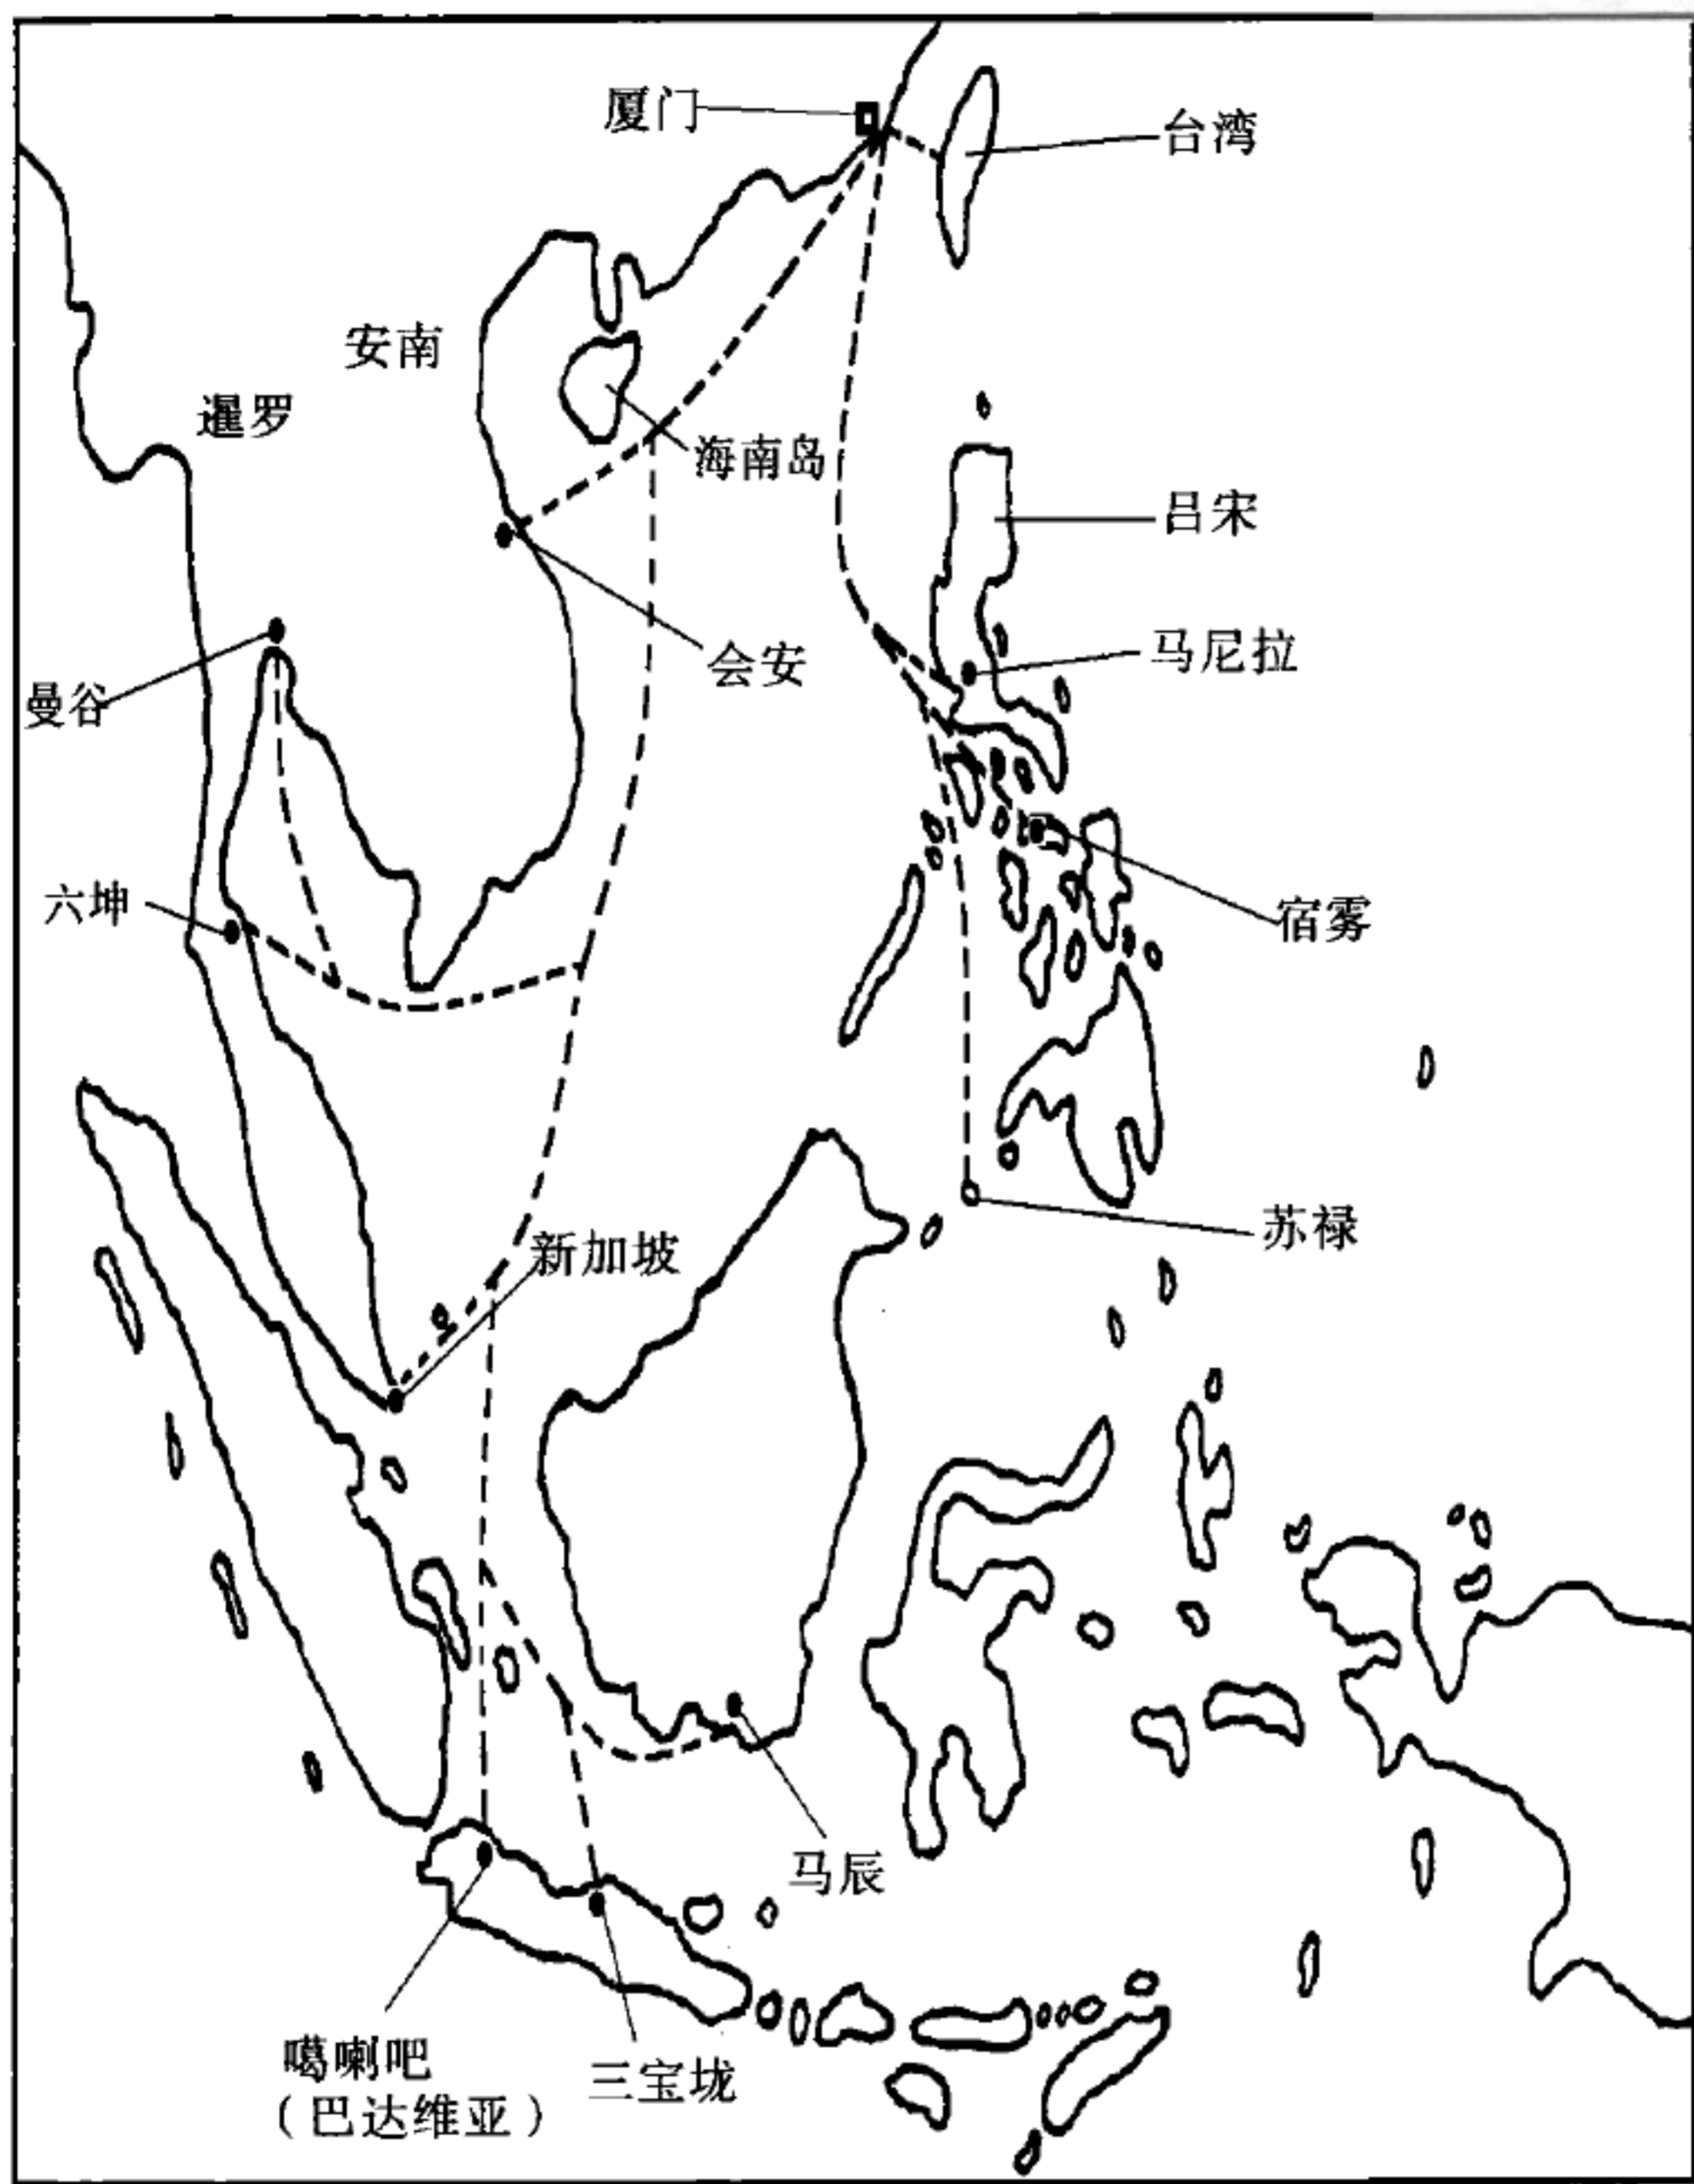 厦门
台湾
安南
暹罗
海南岛
吕宋
会安
马尼拉
曼谷
六坤
宿雾
苏禄
新加坡
马辰
噶喇吧
（巴达维亚）
三宝垅